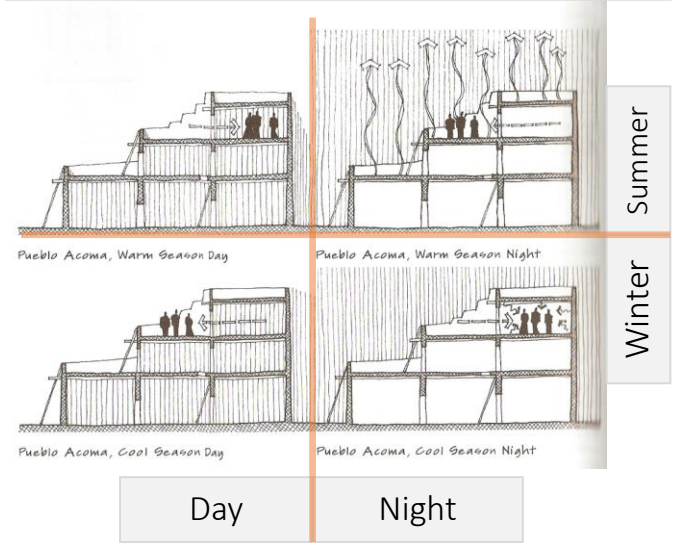 Summer
Pueblo Acoma, Warm Season Day
Pueblo Acoma, Warm Season Night
Winter
Pueblo Acoma, Cool Season Day
Pueblo Acoma, Cool Season Night
Day
Night